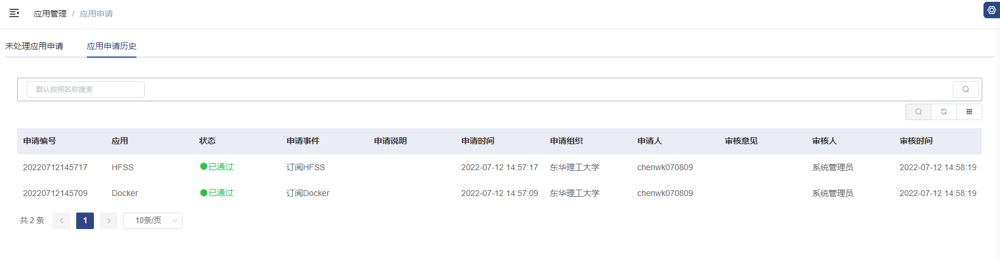 应用管理 / 应用申请
未处理应用申请 应用申请历史
默认按照名称搜索
申请编号 应用 状态 申请事件 申请说明 申请时间 申请组织 申请人 审核意见 审核人 审核时间
20220712145717 HFSS 已通过 订阅HFSS 2022-07-12 14:57:17 东华理工大学 chenwk070809 系统管理员 2022-07-12 14:58:19
20220712145709 Docker 已通过 订阅Docker 2022-07-12 14:57:09 东华理工大学 chenwk070809 系统管理员 2022-07-12 14:58:19
共 2 条 1 10条/页